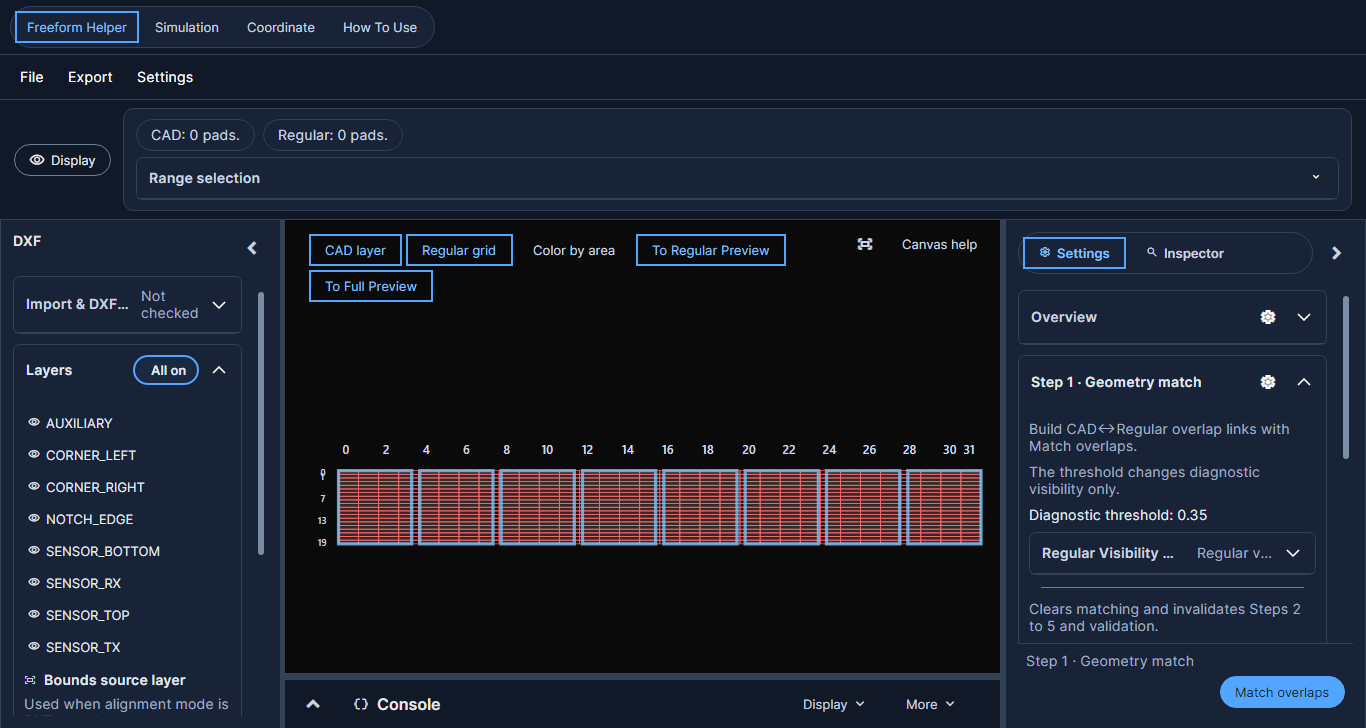 Freeform Helper Simulation Coordinate How To Use
File Export Settings
CAD: 0 pads. Regular: 0 pads.
Display
Range selection
DXF
Import & DXF... Not checked
Layers All on
AUXILIARY
CORNER_LEFT
CORNER_RIGHT
NOTCH_EDGE
SENSOR_BOTTOM
SENSOR_RX
SENSOR_TOP
SENSOR_TX
Bounds source layer
Used when alignment mode is
CAD layer Regular grid Color by area To Regular Preview Canvas help
To Full Preview
0 2 4 6 8 10 12 14 16 18 20 22 24 26 28 30 31
7
13
19
Console Display More
Settings Inspector
Overview
Step 1 · Geometry match
Build CAD↔Regular overlap links with
Match overlaps.
The threshold changes diagnostic
visibility only.
Diagnostic threshold: 0.35
Regular Visibility ... Regular v...
Clears matching and invalidates Steps 2
to 5 and validation.
Step 1 · Geometry match
Match overlaps